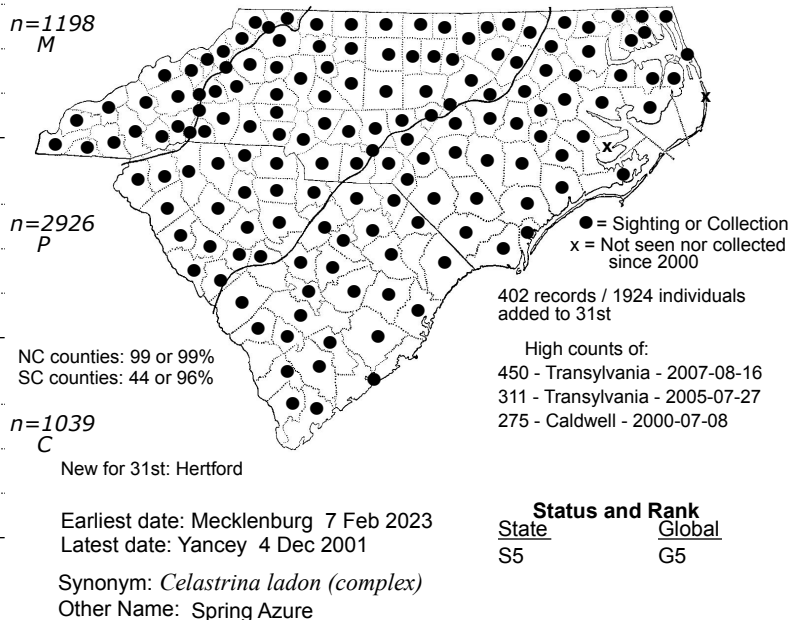 n=1198
M
n=2926
P
n=1039
C
x
x
● = Sighting or Collection
x = Not seen nor collected
since 2000
402 records / 1924 individuals
added to 31st
High counts of:
450 - Transylvania - 2007-08-16
311 - Transylvania - 2005-07-27
275 - Caldwell - 2000-07-08
NC counties: 99 or 99%
SC counties: 44 or 96%
New for 31st: Hertford
Earliest date: Mecklenburg 7 Feb 2023
Latest date: Yancey 4 Dec 2001
Status and Rank
State Global
S5 G5
Synonym: Celastrina ladon (complex)
Other Name: Spring Azure